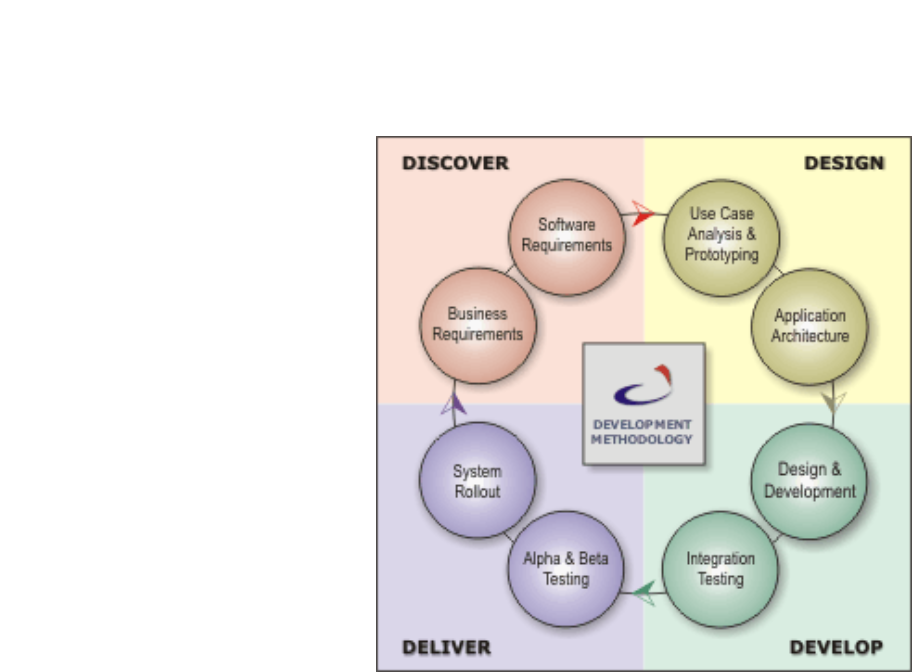 DISCOVER
DESIGN
Software
Requirements
Use Case
Analysis &
Prototyping
Business
Requirements
Application
Architecture
DEVELOPMENT
METHODOLOGY
System
Rollout
Design &
Development
Alpha & Beta
Testing
Integration
Testing
DELIVER
DEVELOP